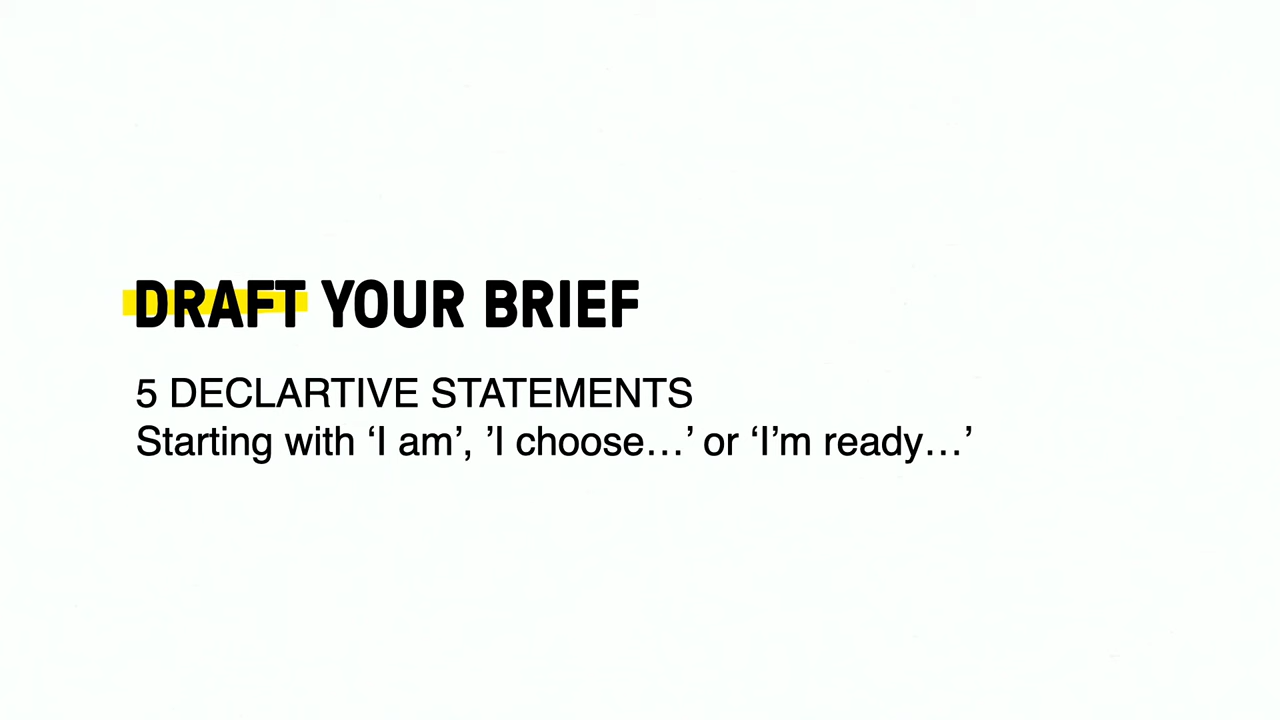 DRAFT YOUR BRIEF
5 DECLARTIVE STATEMENTS
Starting with ‘I am’, ’I choose…’ or ‘I’m ready…’